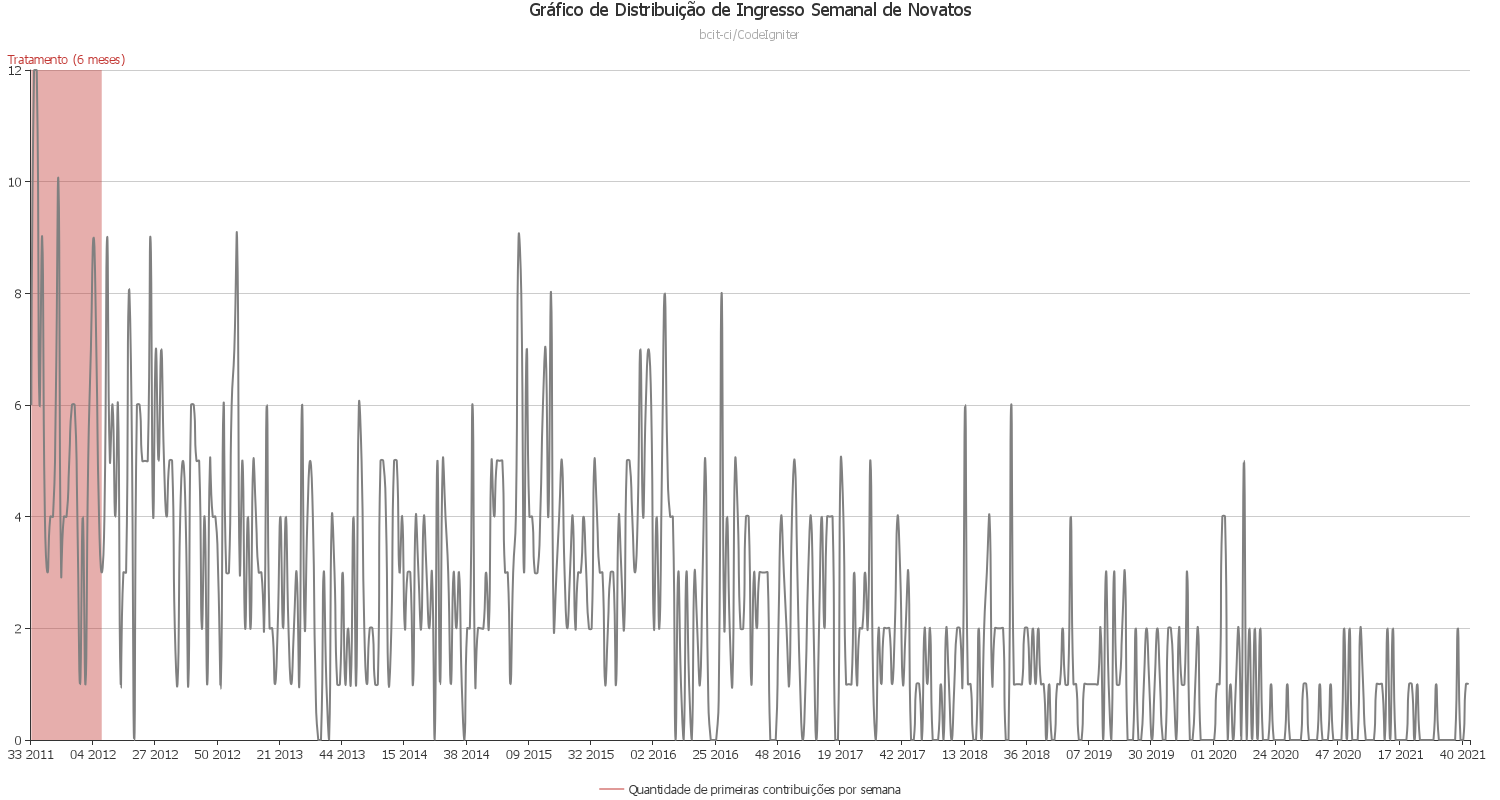 Gráfico de Distribuição de Ingresso Semanal de Novatos
bcit-ci/CodeIgniter
Tratamento (6 meses)
12
10
8
6
4
2
0
33 2011 04 2012 27 2012 50 2012 21 2013 44 2013 15 2014 38 2014 09 2015 32 2015 02 2016 25 2016 48 2016 19 2017 42 2017 13 2018 36 2018 07 2019 30 2019 01 2020 24 2020 47 2020 17 2021 40 2021
Quantidade de primeiras contribuições por semana